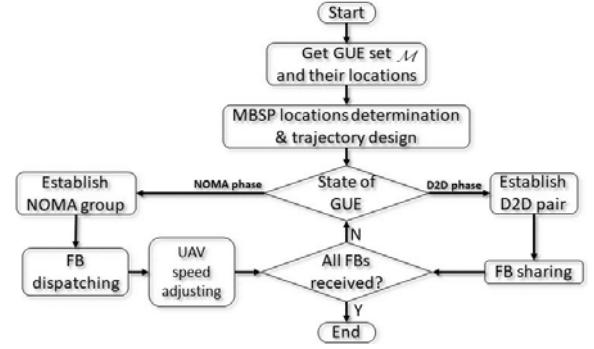 Start
Get GUE set ℳ
and their locations
MBSP locations determination
& trajectory design
State of
GUE
NOMA phase
D2D phase
Establish
NOMA group
Establish
D2D pair
FB
dispatching
UAV
speed
adjusting
N
All FBs
received?
FB sharing
Y
End